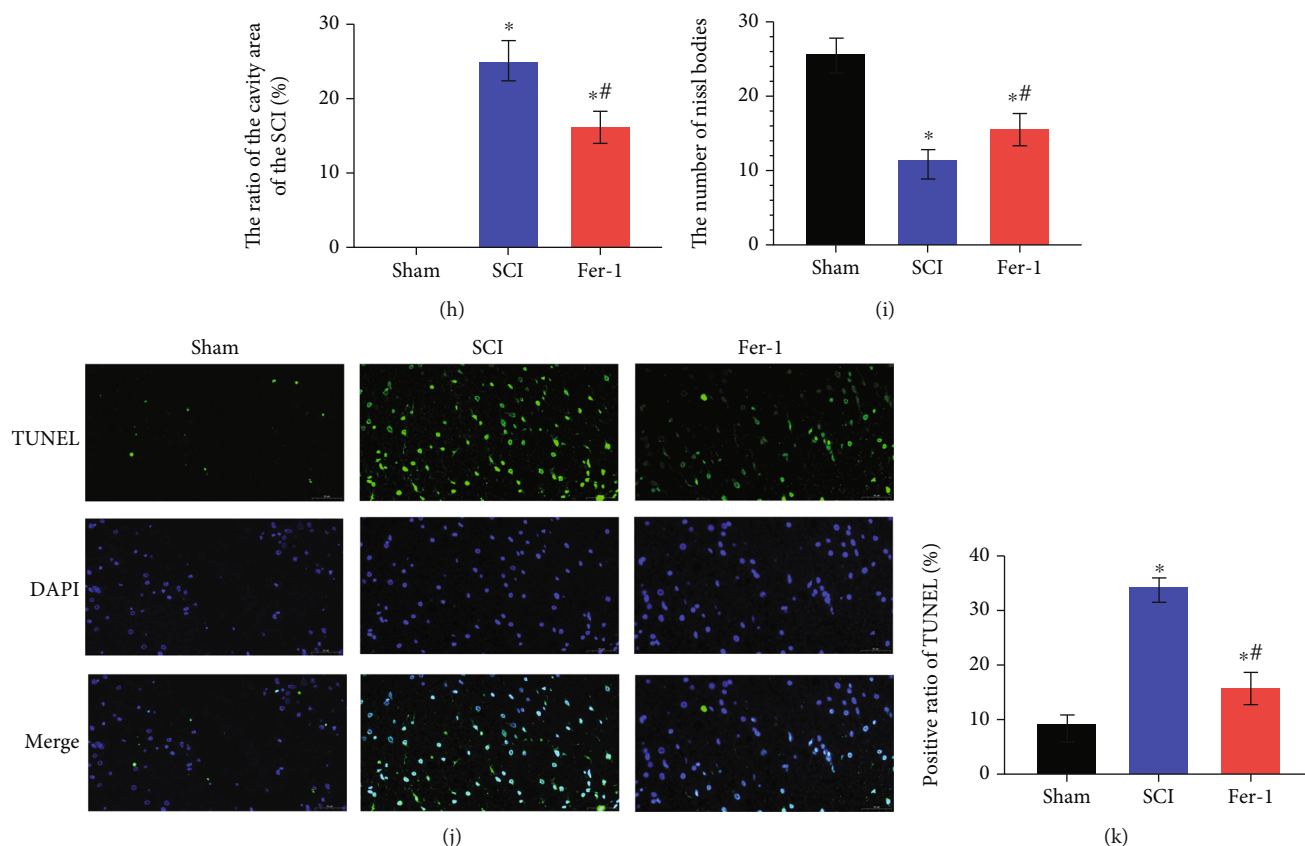 The ratio of the cavity area
of the SCI (%)
30
20
10
0
*
*#
Sham
SCI
Fer-1
(h)
The number of nissl bodies
30
20
10
0
*
*#
Sham
SCI
Fer-1
(i)
Sham
SCI
Fer-1
TUNEL
DAPI
Merge
(j)
Positive ratio of TUNEL (%)
40
30
20
10
0
*
*#
Sham
SCI
Fer-1
(k)